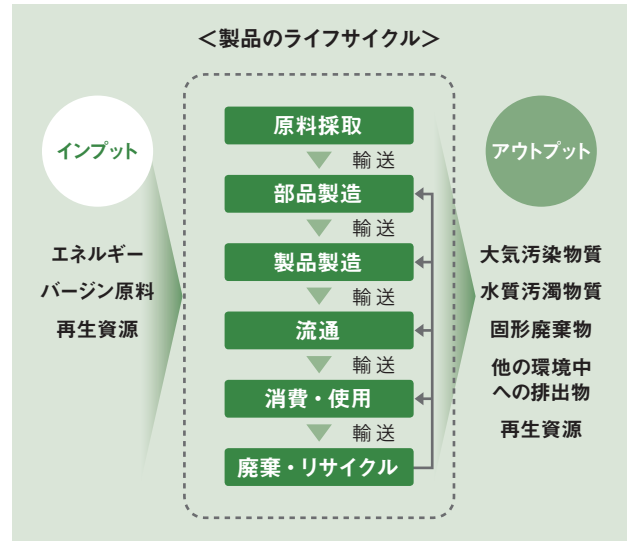 ＜製品のライフサイクル＞
インプット
エネルギー
バージン原料
再生資源
原料採取
輸送
部品製造
輸送
製品製造
輸送
流通
輸送
消費・使用
輸送
廃棄・リサイクル
アウトプット
大気汚染物質
水質汚濁物質
固形廃棄物
他の環境中
への排出物
再生資源